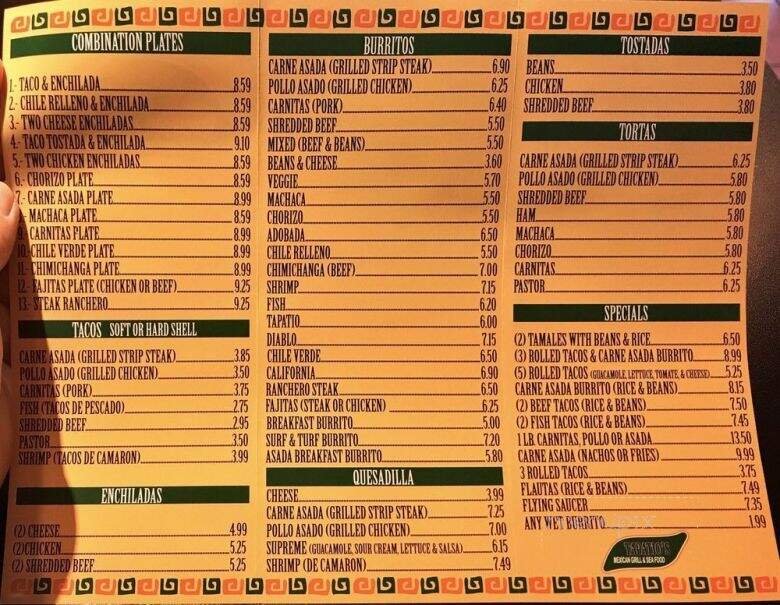 COMBINATION PLATES
1.- TACO & ENCHILADA 8.59
2.- CHILE RELLENO & ENCHILADA 8.59
3.- TWO CHEESE ENCHILADAS 8.59
4.- TACO TOSTADA & ENCHILADA 9.10
5.- TWO CHICKEN ENCHILADAS 8.59
6.- CHORIZO PLATE 8.59
7.- CARNE ASADA PLATE 8.99
.- MACHACA PLATE 8.59
9.- CARNITAS PLATE 8.99
10.- CHILE VERDE PLATE 8.99
11.- CHIMICHANGA PLATE 8.99
12.- FAJITAS PLATE (CHICKEN OR BEEF) 9.25
13.- STEAK RANCHERO 9.25
TACOS SOFT OR HARD SHELL
CARNE ASADA (GRILLED STRIP STEAK) 3.85
POLLO ASADO (GRILLED CHICKEN) 3.50
CARNITAS (PORK) 3.75
FISH (TACOS DE PESCADO) 2.75
SHREDDED BEEF 2.95
PASTOR 3.50
SHRIMP (TACOS DE CAMARON) 3.99
ENCHILADAS
(2) CHEESE 4.99
(2)CHICKEN 5.25
(2) SHREDDED BEEF 5.25
BURRITOS
CARNE ASADA (GRILLED STRIP STEAK) 6.90
POLLO ASADO (GRILLED CHICKEN) 6.25
CARNITAS (PORK) 6.40
SHREDDED BEEF 5.50
MIXED (BEEF & BEANS) 5.50
BEANS & CHEESE 3.60
VEGGIE 5.70
MACHACA 5.50
CHORIZO 5.50
ADOBADA 6.50
CHILE RELLENO 5.50
CHIMICHANGA (BEEF) 7.00
SHRIMP 7.15
FISH 6.20
TAPATIO 6.00
DIABLO 7.15
CHILE VERDE 6.50
CALIFORNIA 6.90
RANCHERO STEAK 6.50
FAJITAS (STEAK OR CHICKEN) 6.25
BREAKFAST BURRITO 5.00
SURF & TURF BURRITO 7.20
ASADA BREAKFAST BURRITO 5.80
QUESADILLA
CHEESE 3.99
CARNE ASADA (GRILLED STRIP STEAK) 7.25
POLLO ASADO (GRILLED CHICKEN) 7.00
SUPREME (GUACAMOLE, SOUR CREAM, LETTUCE & SALSA) 6.15
SHRIMP (DE CAMARON) 7.49
TOSTADAS
BEANS 3.50
CHICKEN 3.80
SHREDDED BEEF 3.80
TORTAS
CARNE ASADA (GRILLED STRIP STEAK) 6.25
POLLO ASADO (GRILLED CHICKEN) 5.80
SHREDDED BEEF 5.80
HAM 5.80
MACHACA 5.80
CHORIZO 5.80
CARNITAS 6.25
PASTOR 6.25
SPECIALS
(2) TAMALES WITH BEANS & RICE 6.50
(3) ROLLED TACOS & CARNE ASADA BURRITO 8.99
(5) ROLLED TACOS (GUACAMOLE, LETTUCE, TOMATE, & CHEESE) 5.25
CARNE ASADA BURRITO (RICE & BEANS) 8.15
(2) BEEF TACOS (RICE & BEANS) 7.50
(2) FISH TACOS (RICE & BEANS) 7.45
1 LB CARNITAS, POLLO OR ASADA 13.50
CARNE ASADA (NACHOS OR FRIES) 9.99
3 ROLLED TACOS 3.75
FLAUTAS (RICE & BEANS) 7.49
FLYING SAUCER 7.35
ANY WET BURRITO 1.99
TAPATIO'S
MEXICAN GRILL & SEA FOOD